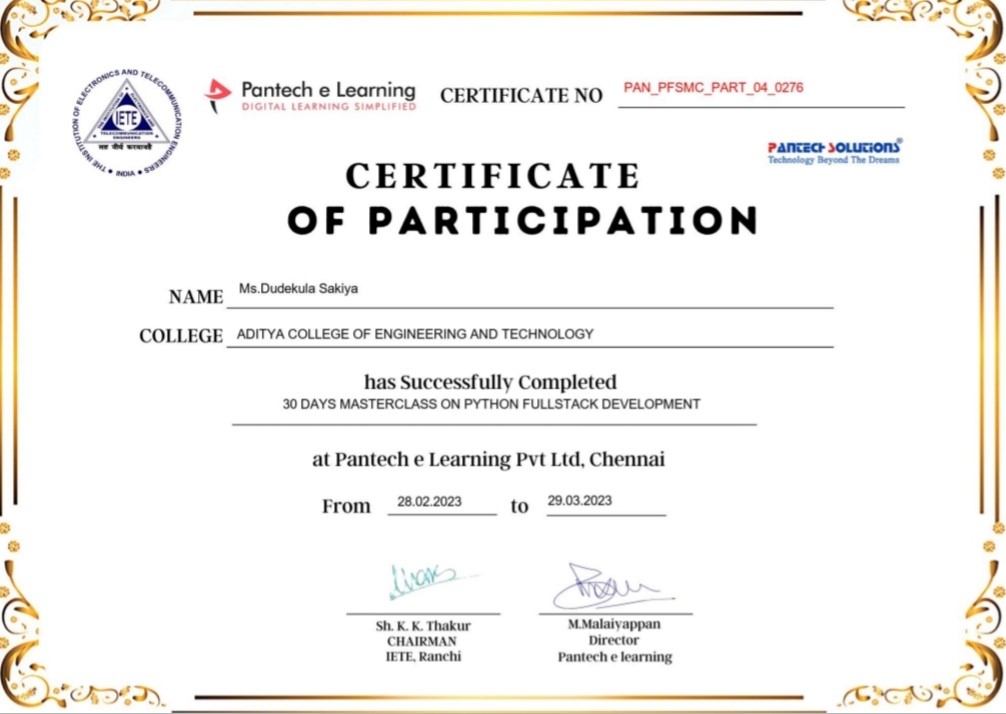 THE INSTITUTION OF ELECTRONICS AND TELECOMMUNICATION ENGINEERS
INDIA
IETE
TELECOMMUNICATION
ENGINEERS
Pantech e Learning
DIGITAL LEARNING SIMPLIFIED
CERTIFICATE NO PAN_PFSMC_PART_04_0276
PANTECH SOLUTIONS®
Technology Beyond The Dreams
CERTIFICATE
OF PARTICIPATION
NAME Ms.Dudekula Sakiya
COLLEGE ADITYA COLLEGE OF ENGINEERING AND TECHNOLOGY
has Successfully Completed
30 DAYS MASTERCLASS ON PYTHON FULLSTACK DEVELOPMENT
at Pantech e Learning Pvt Ltd, Chennai
From 28.02.2023 to 29.03.2023
Sh. K. K. Thakur
CHAIRMAN
IETE, Ranchi
M.Malaiyappan
Director
Pantech e learning